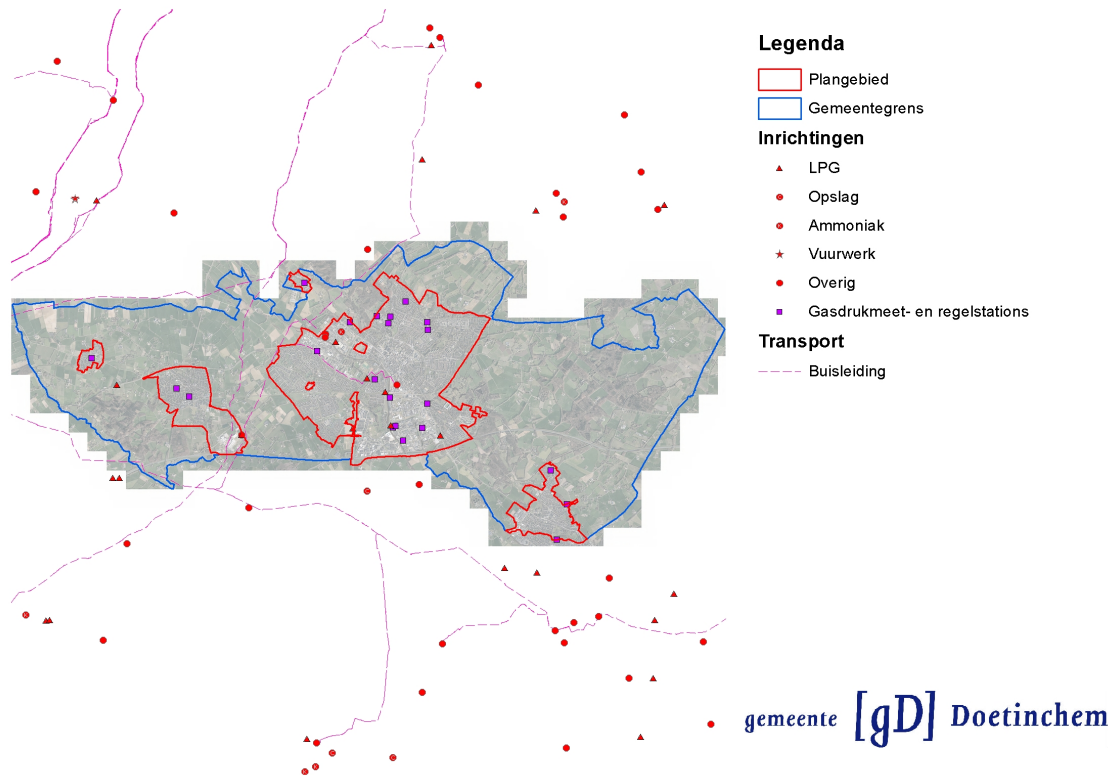 Legenda
Plangebied
Gemeentegrens
Inrichtingen
LPG
Opslag
Ammoniak
Vuurwerk
Overig
Gasdrukmeet- en regelstations
Transport
Buisleiding
gemeente [gD] Doetinchem